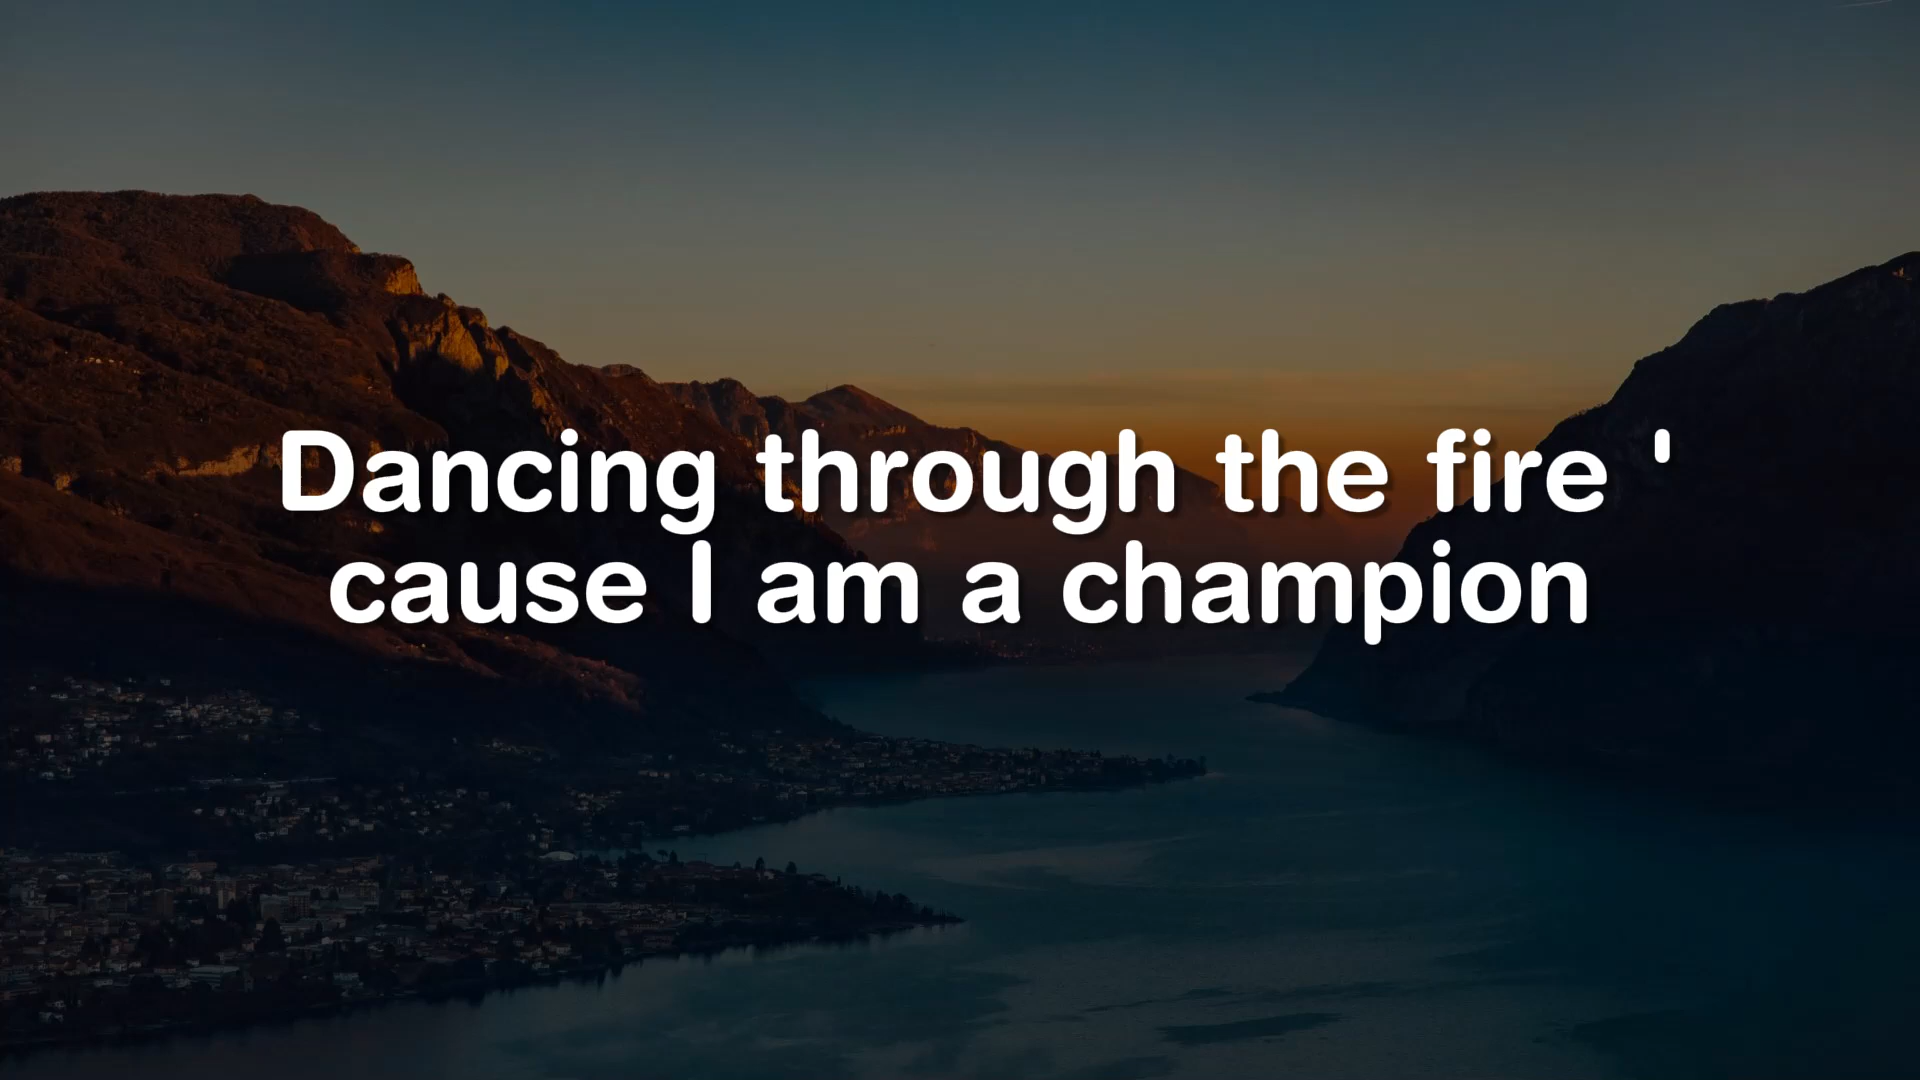 Dancing through the fire '
cause I am a champion